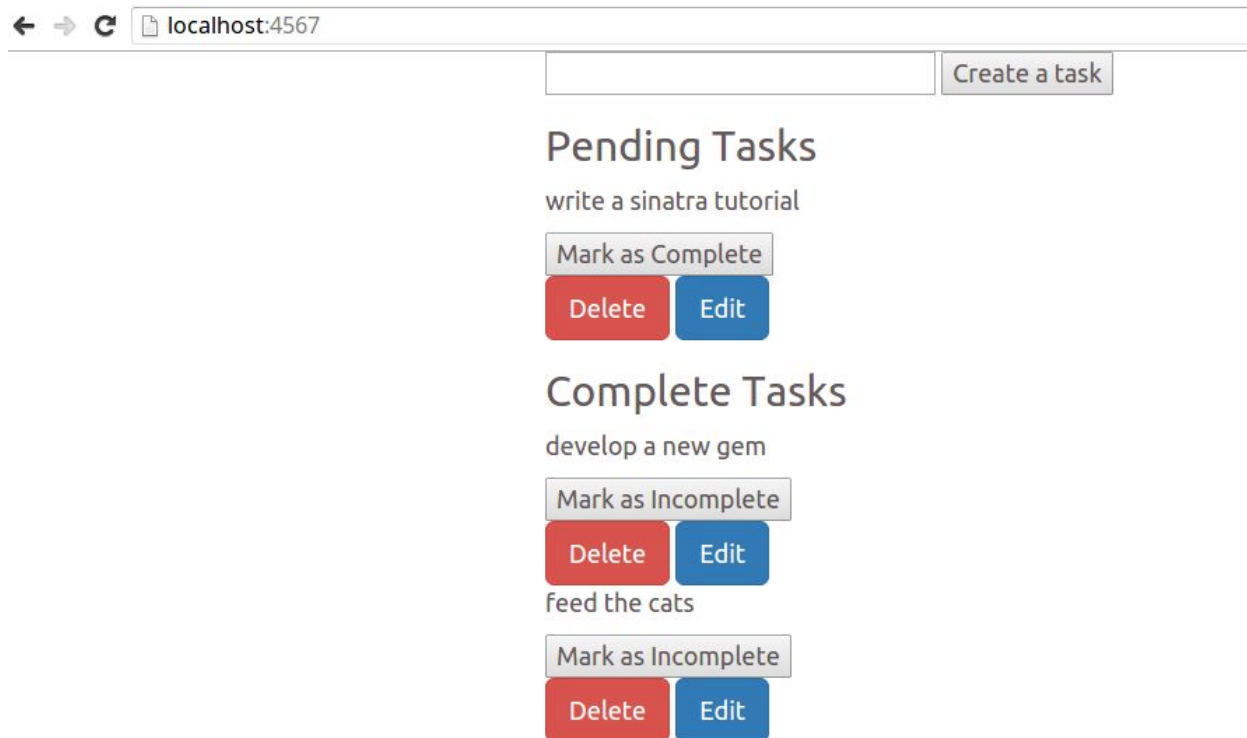 localhost:4567
Create a task
Pending Tasks
write a sinatra tutorial
Mark as Complete
Delete Edit
Complete Tasks
develop a new gem
Mark as Incomplete
Delete Edit
feed the cats
Mark as Incomplete
Delete Edit